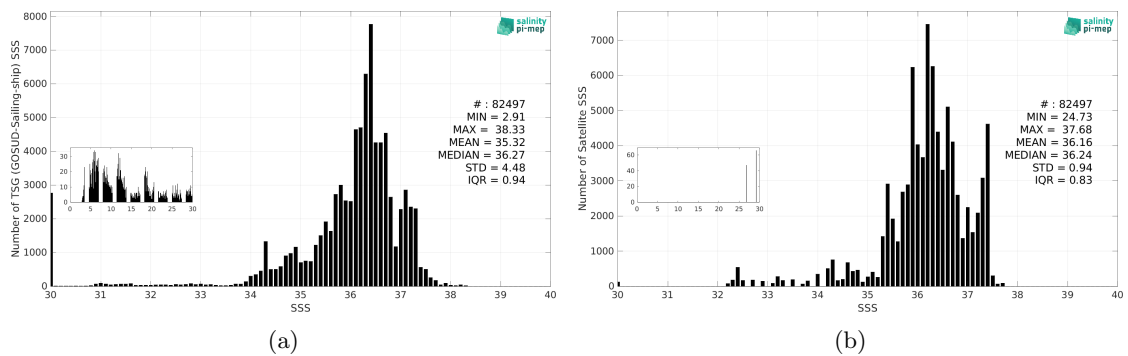 salinity
pi-mep
Number of TSG (GOSUD-Sailing-ship) SSS
8000
7000
6000
5000
4000
3000
2000
1000
0
# : 82497
MIN = 2.91
MAX = 38.33
MEAN = 35.32
MEDIAN = 36.27
STD = 4.48
IQR = 0.94
30
20
10
0
0 5 10 15 20 25 30
30 31 32 33 34 35 36 37 38 39 40
SSS
(a)
salinity
pi-mep
Number of Satellite SSS
7000
6000
5000
4000
3000
2000
1000
0
# : 82497
MIN = 24.73
MAX = 37.68
MEAN = 36.16
MEDIAN = 36.24
STD = 0.94
IQR = 0.83
60
40
20
0
0 5 10 15 20 25 30
30 31 32 33 34 35 36 37 38 39 40
SSS
(b)